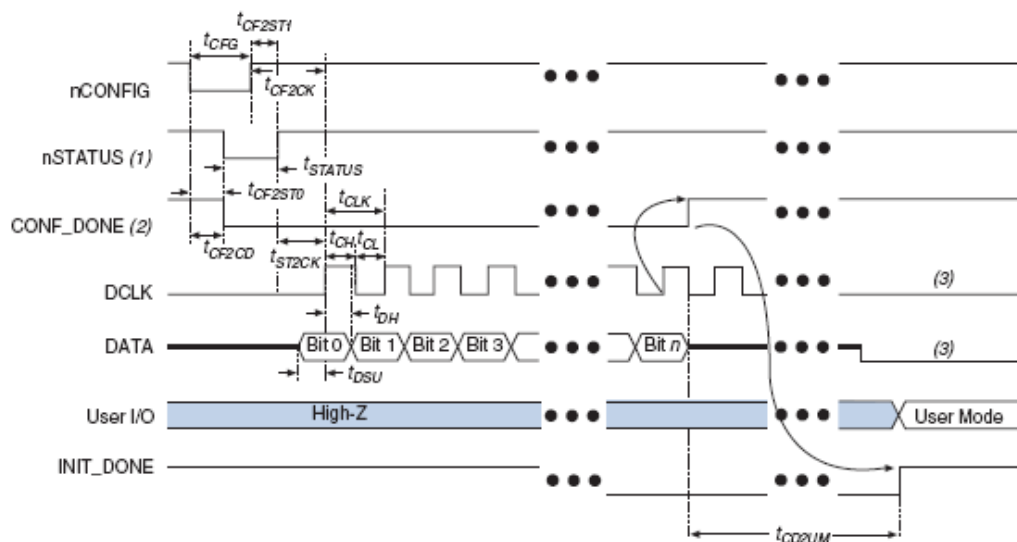 tCF2ST1
tCFG
nCONFIG
tCF2CK
nSTATUS (1)
tSTATUS
tCF2ST0
tCLK
CONF_DONE (2)
tCF2CD
tST2CK
tCH
tCL
DCLK
(3)
tDH
DATA
Bit 0
Bit 1
Bit 2
Bit 3
Bit n
(3)
tDSU
User I/O
High-Z
User Mode
INIT_DONE
tCD2UM